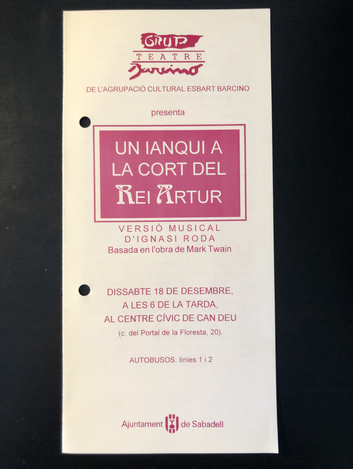 GRUP
TEATRE
Barcino
DE L'AGRUPACIÓ CULTURAL ESBART BARCINO
presenta
UN IANQUI A
LA CORT DEL
REI ARTUR
VERSIÓ MUSICAL
D'IGNASI RODA
Basada en l'obra de Mark Twain
DISSABTE 18 DE DESEMBRE,
A LES 6 DE LA TARDA,
AL CENTRE CÍVIC DE CAN DEU
(c. del Portal de la Floresta, 20).
AUTOBUSOS: línies 1 i 2
Ajuntament de Sabadell